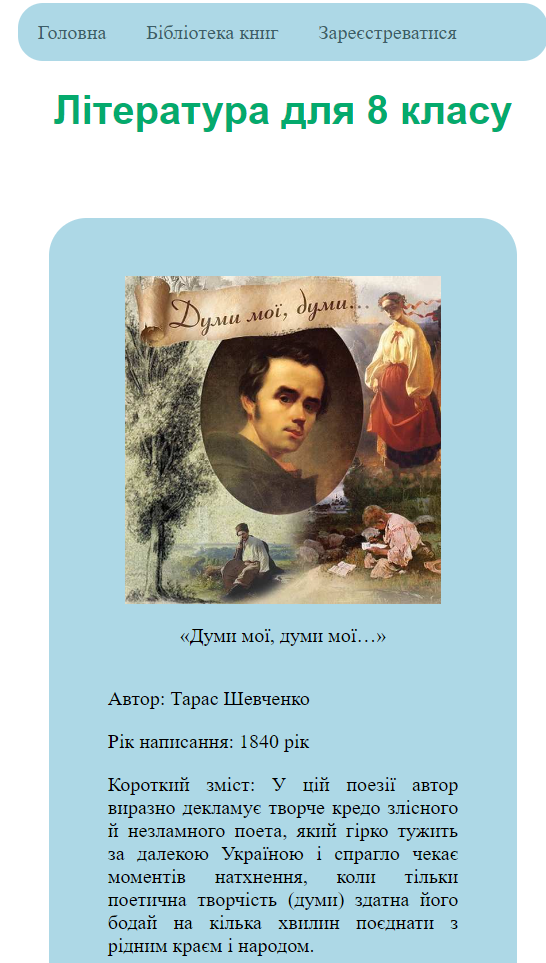 Головна Бібліотека книг Зареєстреватися
Література для 8 класу
Думи мої, думи...
«Думи мої, думи мої…»
Автор: Тарас Шевченко
Рік написання: 1840 рік
Короткий зміст: У цій поезії автор
виразно декламує творче кредо злісного
й незламного поета, який гірко тужить
за далекою Україною і спрагло чекає
моментів натхнення, коли тільки
поетична творчість (думи) здатна його
бодай на кілька хвилин поєднати з
рідним краєм і народом.